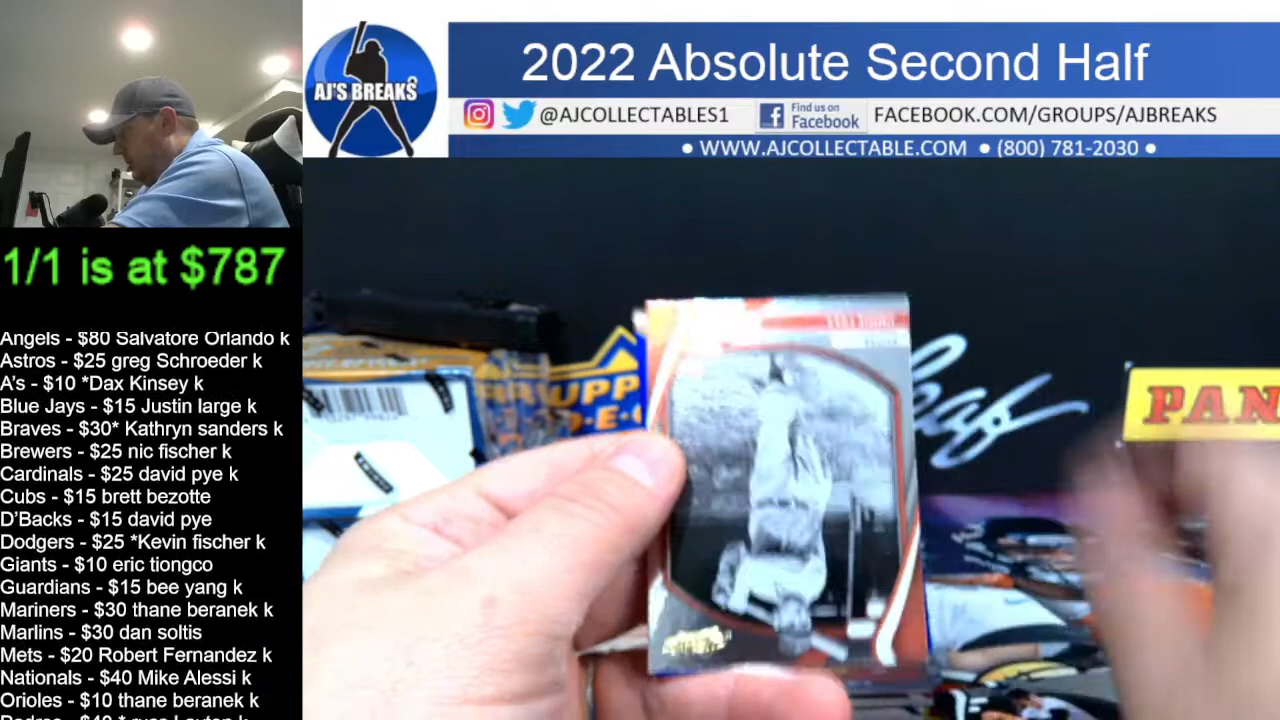 AJ'S BREAKS
2022 Absolute Second Half
@AJCOLLECTABLES1
Find us on
Facebook
FACEBOOK.COM/GROUPS/AJBREAKS
• WWW.AJCOLLECTABLE.COM • (800) 781-2030 •
1/1 is at $787
Angels - $80 Salvatore Orlando k
Astros - $25 greg Schroeder k
A's - $10 *Dax Kinsey k
Blue Jays - $15 Justin large k
Braves - $30* Kathryn sanders k
Brewers - $25 nic fischer k
Cardinals - $25 david pye k
Cubs - $15 brett bezotte
D'Backs - $15 david pye
Dodgers - $25 *Kevin fischer k
Giants - $10 eric tiongco
Guardians - $15 bee yang k
Mariners - $30 thane beranek k
Marlins - $30 dan soltis
Mets - $20 Robert Fernandez k
Nationals - $40 Mike Alessi k
Orioles - $10 thane beranek k
UPP
D·E·C
PAN